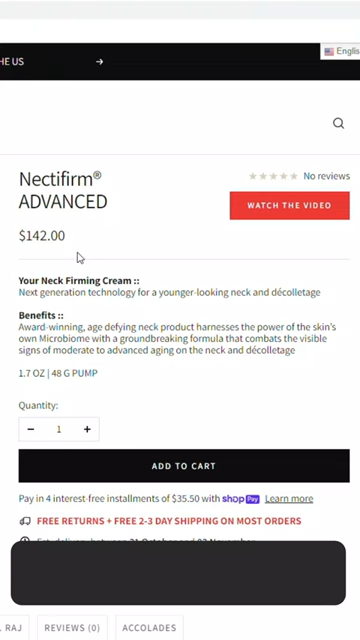 HE US →
Englis
Nectifirm®
ADVANCED
No reviews
WATCH THE VIDEO
$142.00
Your Neck Firming Cream ::
Next generation technology for a younger-looking neck and décolletage
Benefits ::
Award-winning, age defying neck product harnesses the power of the skin's
own Microbiome with a groundbreaking formula that combats the visible
signs of moderate to advanced aging on the neck and décolletage
1.7 OZ | 48 G PUMP
Quantity:
− 1 +
ADD TO CART
Pay in 4 interest-free installments of $35.50 with shop Pay Learn more
FREE RETURNS + FREE 2-3 DAY SHIPPING ON MOST ORDERS
RAJ
REVIEWS (0)
ACCOLADES